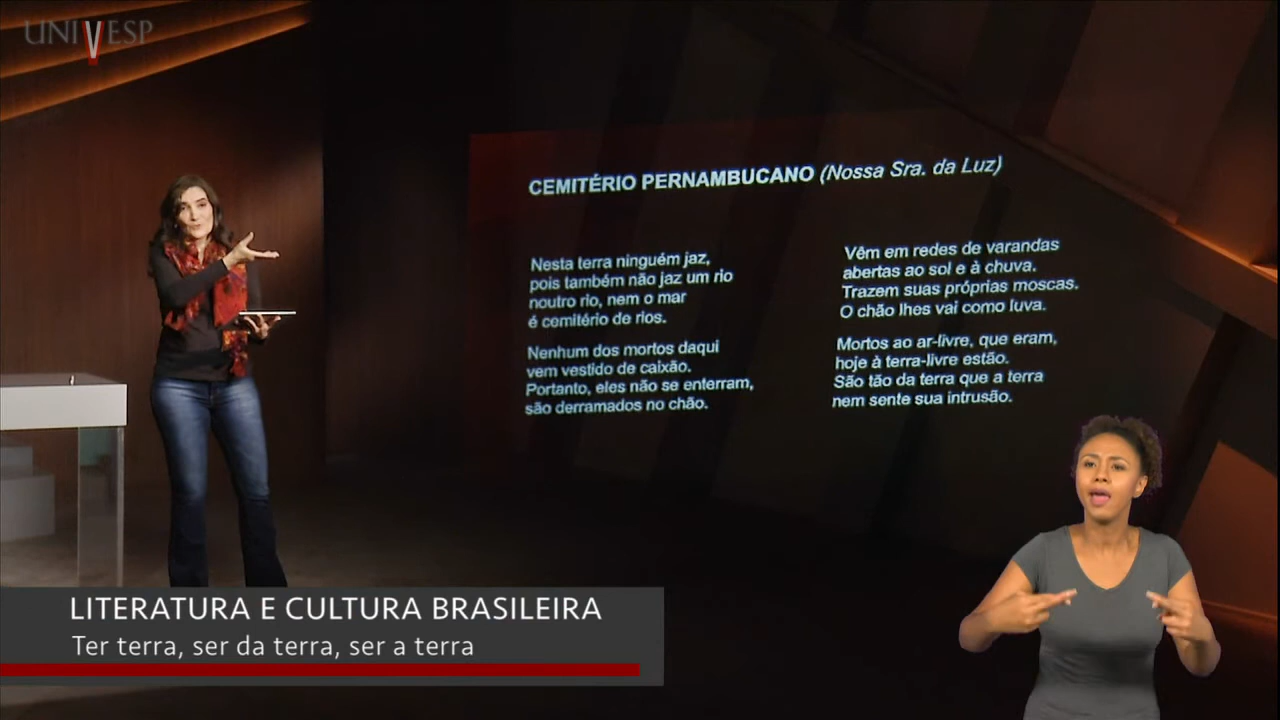 UNIVESP
CEMITÉRIO PERNAMBUCANO (Nossa Sra. da Luz)
Nesta terra ninguém jaz,
pois também não jaz um rio
noutro rio, nem o mar
é cemitério de rios.
Nenhum dos mortos daqui
vem vestido de caixão.
Portanto, eles não se enterram,
são derramados no chão.
Vêm em redes de varandas
abertas ao sol e à chuva.
Trazem suas próprias moscas.
O chão lhes vai como luva.
Mortos ao ar-livre, que eram,
hoje à terra-livre estão.
São tão da terra que a terra
nem sente sua intrusão.
LITERATURA E CULTURA BRASILEIRA
Ter terra, ser da terra, ser a terra